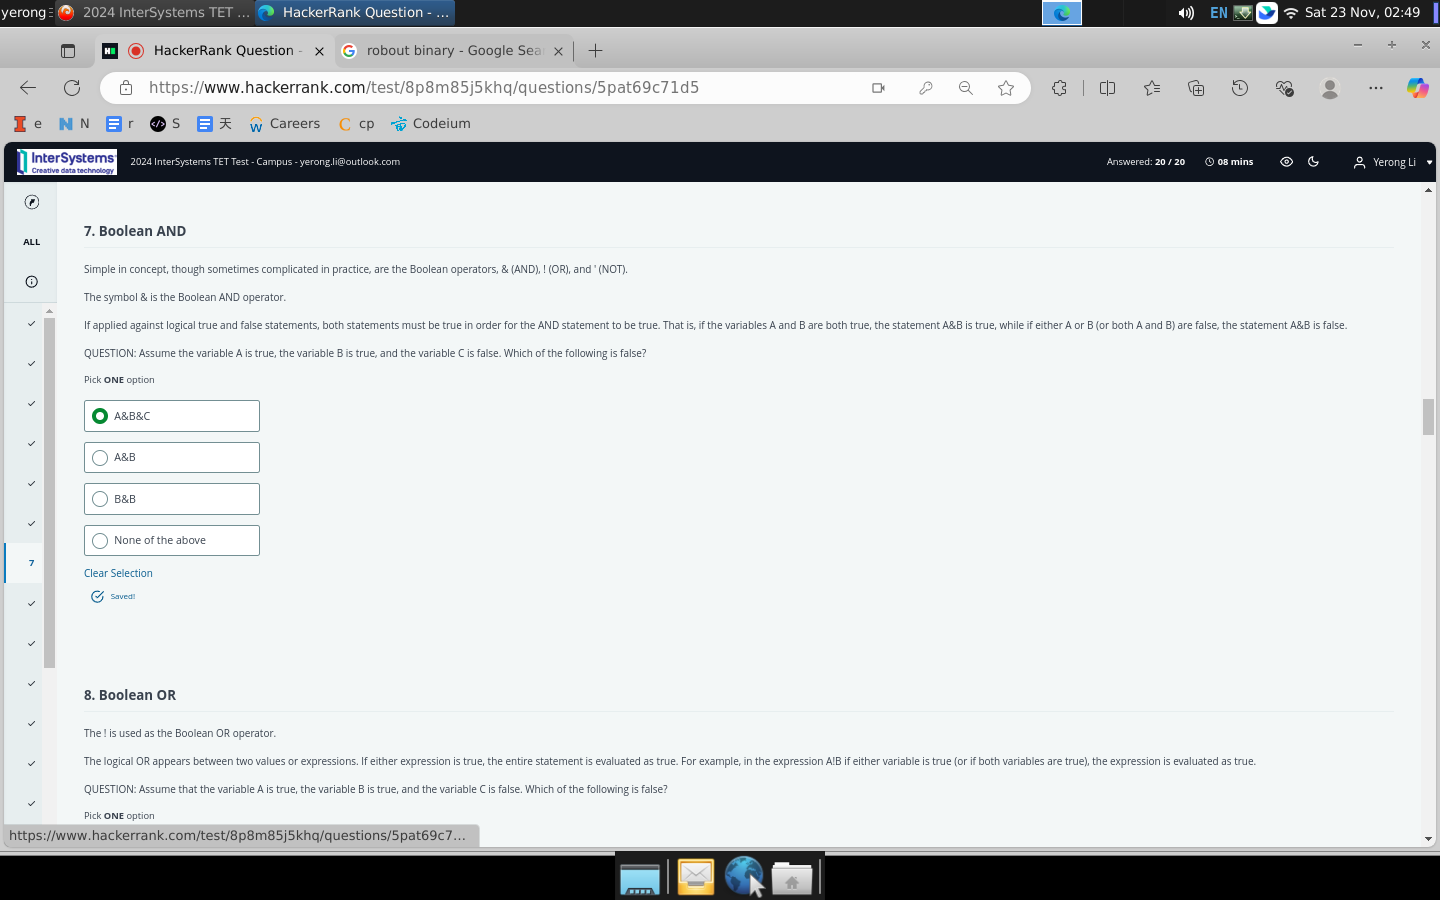 yerong
2024 InterSystems TET ...
HackerRank Question - ...
EN
Sat 23 Nov, 02:49
HackerRank Question -
robout binary - Google Sea
https://www.hackerrank.com/test/8p8m85j5khq/questions/5pat69c71d5
e
N
r
S
天
Careers
cp
Codeium
InterSystems
Creative data technology
2024 InterSystems TET Test - Campus - yerong.li@outlook.com
Answered: 20 / 20
08 mins
Yerong Li
ALL
7
7. Boolean AND
Simple in concept, though sometimes complicated in practice, are the Boolean operators, & (AND), ! (OR), and ' (NOT).
The symbol & is the Boolean AND operator.
If applied against logical true and false statements, both statements must be true in order for the AND statement to be true. That is, if the variables A and B are both true, the statement A&B is true, while if either A or B (or both A and B) are false, the statement A&B is false.
QUESTION: Assume the variable A is true, the variable B is true, and the variable C is false. Which of the following is false?
Pick ONE option
A&B&C
A&B
B&B
None of the above
Clear Selection
Saved!
8. Boolean OR
The ! is used as the Boolean OR operator.
The logical OR appears between two values or expressions. If either expression is true, the entire statement is evaluated as true. For example, in the expression A!B if either variable is true (or if both variables are true), the expression is evaluated as true.
QUESTION: Assume that the variable A is true, the variable B is true, and the variable C is false. Which of the following is false?
Pick ONE option
https://www.hackerrank.com/test/8p8m85j5khq/questions/5pat69c7...